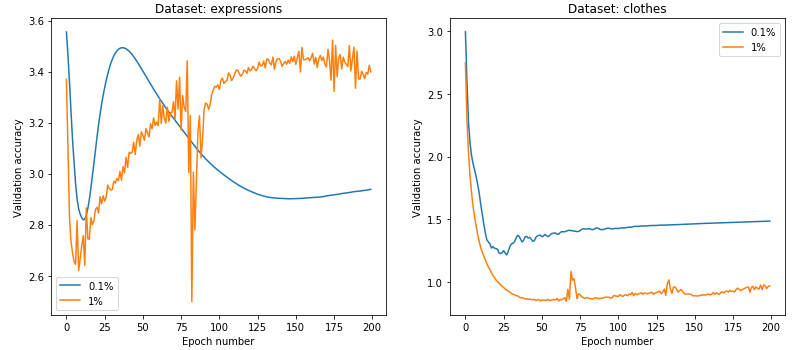 Dataset: expressions
Validation accuracy
3.6
3.4
3.2
3.0
2.8
2.6
0.1%
1%
0 25 50 75 100 125 150 175 200
Epoch number
Dataset: clothes
Validation accuracy
3.0
2.5
2.0
1.5
1.0
0.1%
1%
0 25 50 75 100 125 150 175 200
Epoch number